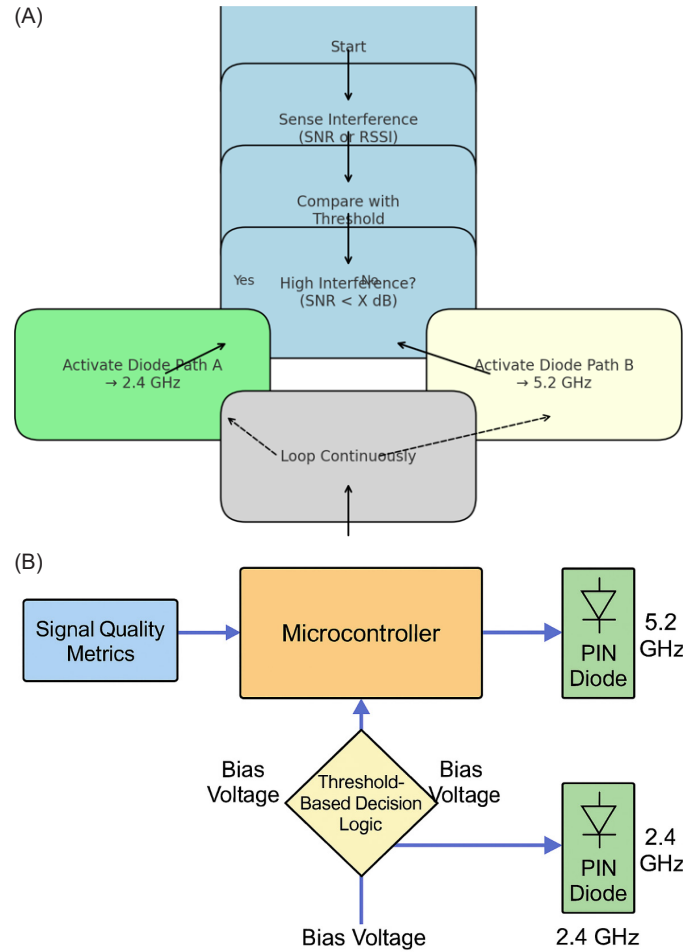 (A)
Start
Sense Interference
(SNR or RSSI)
Compare with
Threshold
Yes
No
High Interference?
(SNR < X dB)
Activate Diode Path A
→ 2.4 GHz
Activate Diode Path B
→ 5.2 GHz
Loop Continuously
(B)
Signal Quality
Metrics
Microcontroller
PIN
Diode
5.2
GHz
Bias
Voltage
Threshold-
Based Decision
Logic
Bias
Voltage
PIN
Diode
2.4
GHz
Bias Voltage
2.4 GHz